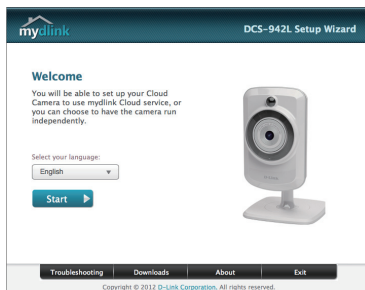 mydlink
DCS-942L Setup Wizard
Welcome
You will be able to set up your Cloud
Camera to use mydlink Cloud service, or
you can choose to have the camera run
independently.
Select your language:
English
Start
Troubleshooting Downloads About Exit
Copyright © 2012 D-Link Corporation. All rights reserved.